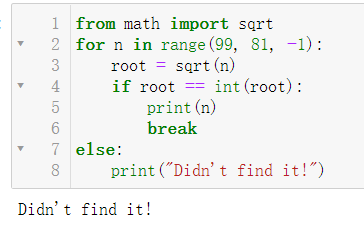 1 from math import sqrt
2 for n in range(99, 81, -1):
3     root = sqrt(n)
4     if root == int(root):
5         print(n)
6         break
7 else:
8     print("Didn't find it!")
Didn't find it!